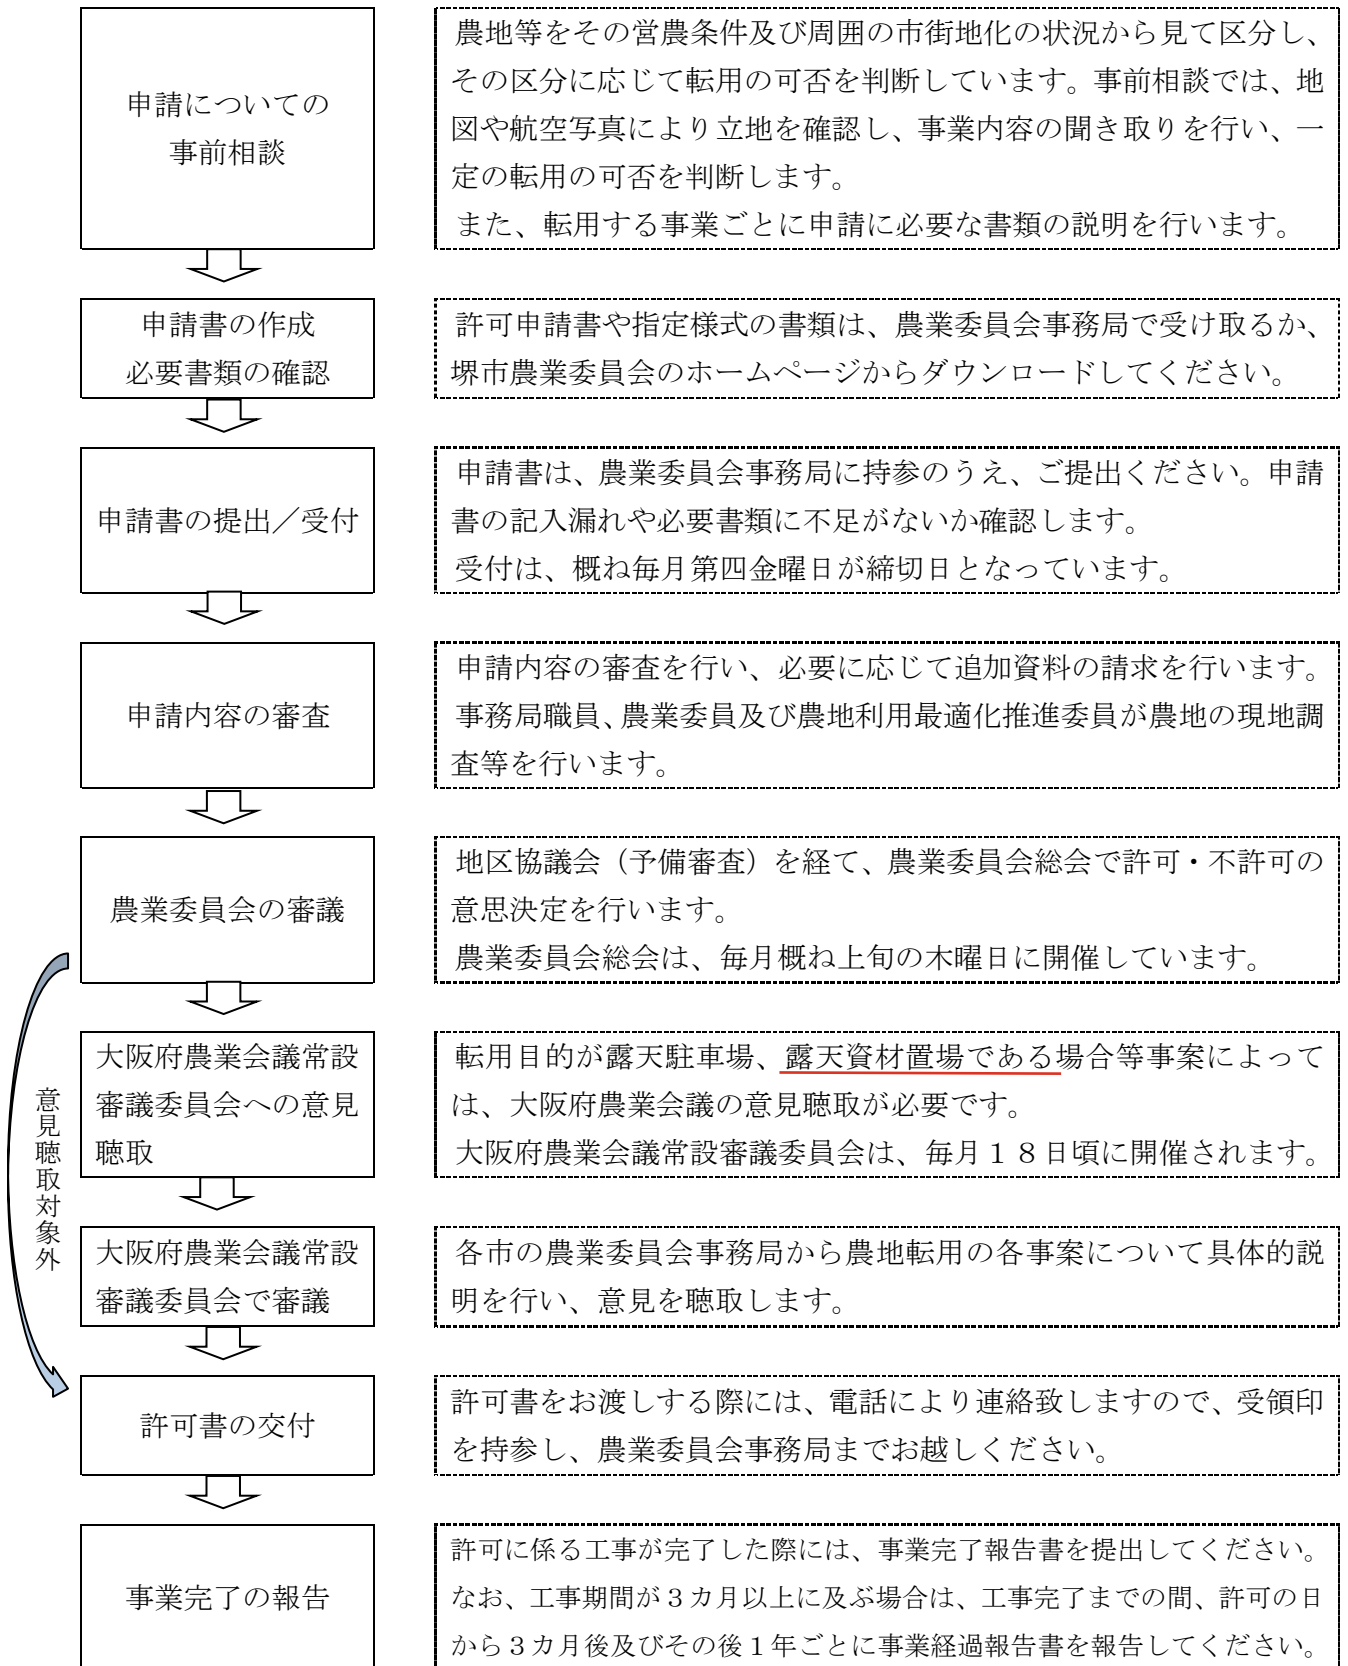 申請についての
事前相談
農地等をその営農条件及び周囲の市街地化の状況から見て区分し、
その区分に応じて転用の可否を判断しています。事前相談では、地
図や航空写真により立地を確認し、事業内容の聞き取りを行い、一
定の転用の可否を判断します。
また、転用する事業ごとに申請に必要な書類の説明を行います。
申請書の作成
必要書類の確認
許可申請書や指定様式の書類は、農業委員会事務局で受け取るか、
堺市農業委員会のホームページからダウンロードしてください。
申請書の提出／受付
申請書は、農業委員会事務局に持参のうえ、ご提出ください。申請
書の記入漏れや必要書類に不足がないか確認します。
受付は、概ね毎月第四金曜日が締切日となっています。
申請内容の審査
申請内容の審査を行い、必要に応じて追加資料の請求を行います。
事務局職員、農業委員及び農地利用最適化推進委員が農地の現地調
査等を行います。
農業委員会の審議
地区協議会（予備審査）を経て、農業委員会総会で許可・不許可の
意思決定を行います。
農業委員会総会は、毎月概ね上旬の木曜日に開催しています。
意見聴取対象外
大阪府農業会議常設
審議委員会への意見
聴取
転用目的が露天駐車場、露天資材置場である場合等事案によって
は、大阪府農業会議の意見聴取が必要です。
大阪府農業会議常設審議委員会は、毎月１８日頃に開催されます。
大阪府農業会議常設
審議委員会で審議
各市の農業委員会事務局から農地転用の各事案について具体的説
明を行い、意見を聴取します。
許可書の交付
許可書をお渡しする際には、電話により連絡致しますので、受領印
を持参し、農業委員会事務局までお越しください。
事業完了の報告
許可に係る工事が完了した際には、事業完了報告書を提出してください。
なお、工事期間が３カ月以上に及ぶ場合は、工事完了までの間、許可の日
から３カ月後及びその後１年ごとに事業経過報告書を報告してください。